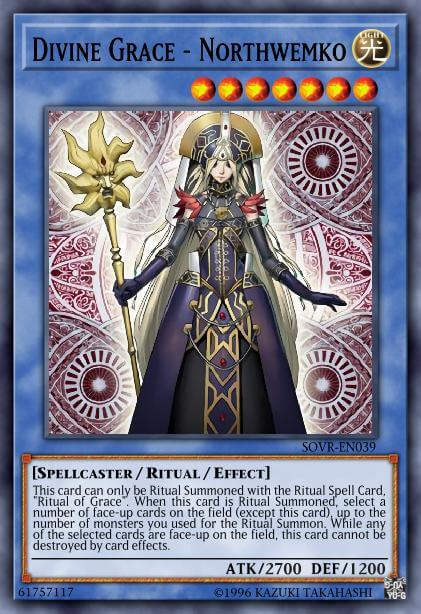 DIVINE GRACE - NORTHWEMKO
LIGHT
光
SOVR-EN039
[SPELLCASTER / RITUAL / EFFECT]
This card can only be Ritual Summoned with the Ritual Spell Card,
"Ritual of Grace". When this card is Ritual Summoned, select a
number of face-up cards on the field (except this card), up to the
number of monsters you used for the Ritual Summon. While any
of the selected cards are face-up on the field, this card cannot be
destroyed by card effects.
ATK/2700 DEF/1200
61757117
©1996 KAZUKI TAKAHASHI